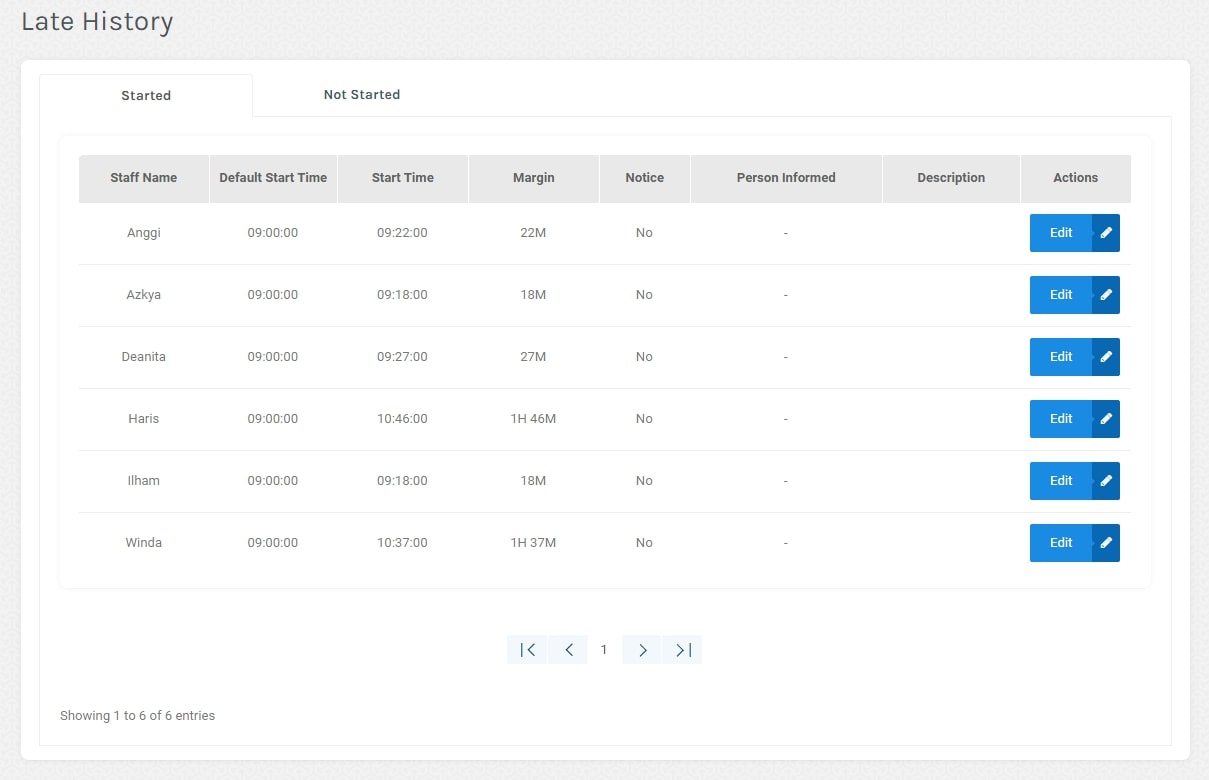 Late History
Started Not Started
Staff Name Default Start Time Start Time Margin Notice Person Informed Description Actions
Anggi 09:00:00 09:22:00 22M No - Edit
Azkya 09:00:00 09:18:00 18M No - Edit
Deanita 09:00:00 09:27:00 27M No - Edit
Haris 09:00:00 10:46:00 1H 46M No - Edit
Ilham 09:00:00 09:18:00 18M No - Edit
Winda 09:00:00 10:37:00 1H 37M No - Edit
1
Showing 1 to 6 of 6 entries